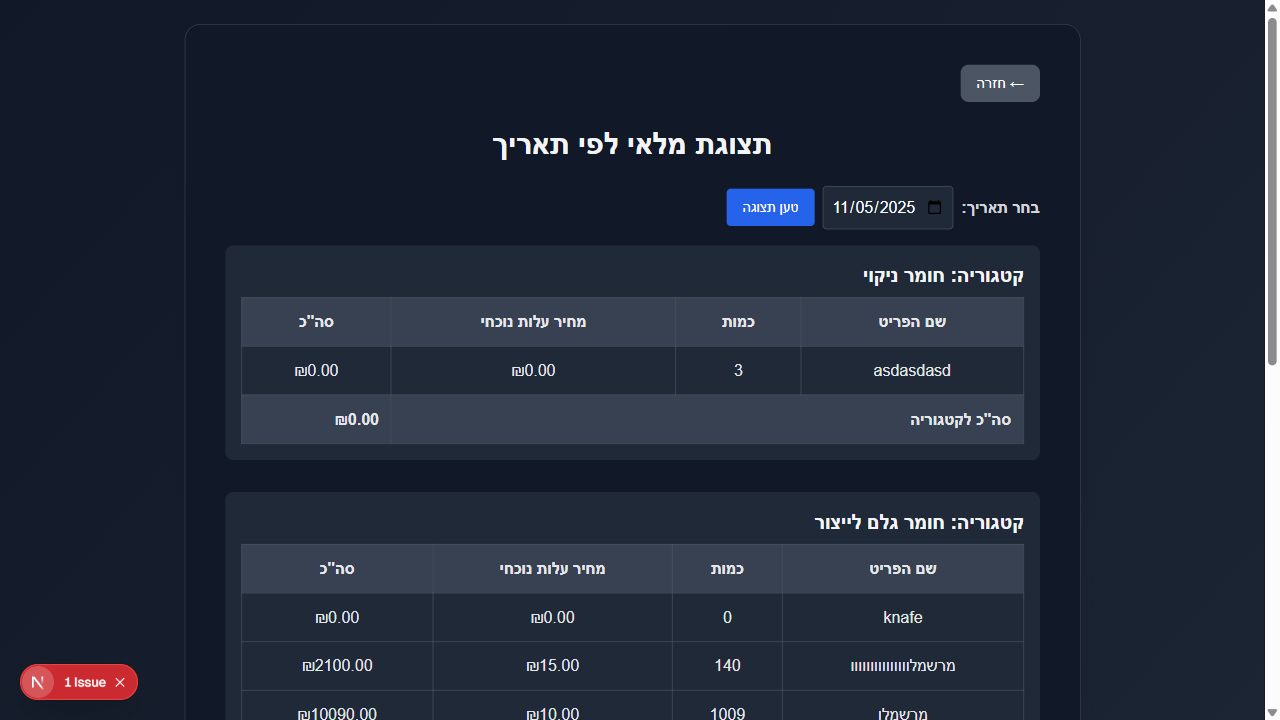 ← חזרה
תצוגת מלאי לפי תאריך
בחר תאריך: 11/05/2025 טען תצוגה
קטגוריה: חומר ניקוי
שם הפריט כמות מחיר עלות נוכחי סה"כ
asdasdasd 3 ₪0.00 ₪0.00
סה"כ לקטגוריה ₪0.00
קטגוריה: חומר גלם לייצור
שם הפריט כמות מחיר עלות נוכחי סה"כ
knafe 0 ₪0.00 ₪0.00
140 ₪15.00 ₪2100.00
מרשמלו 1009 ₪10.00 ₪10090.00
N 1 Issue ×